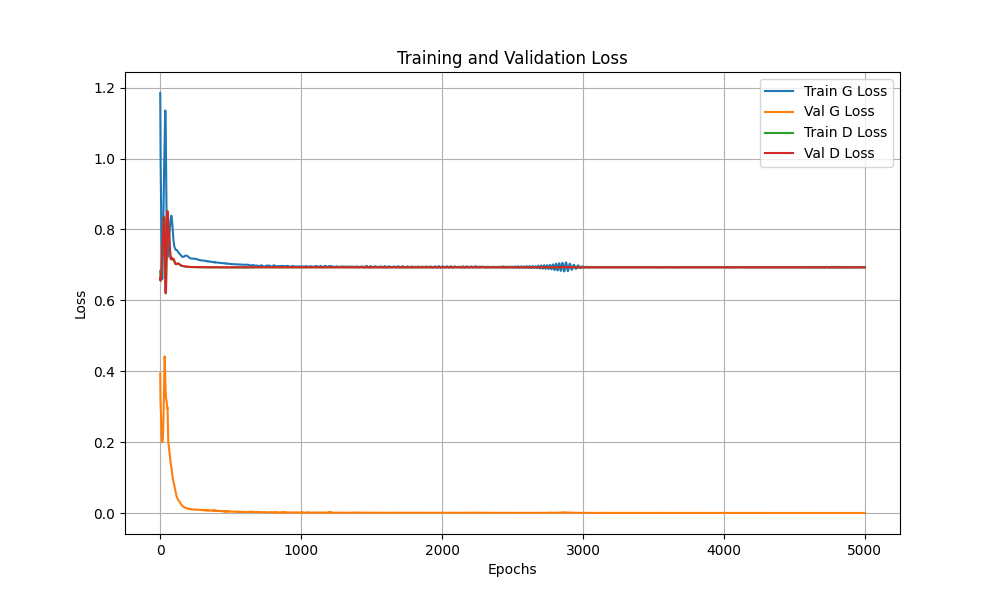 Training and Validation Loss
Train G Loss
Val G Loss
Train D Loss
Val D Loss
1.2
1.0
0.8
0.6
0.4
0.2
0.0
Loss
0 1000 2000 3000 4000 5000
Epochs